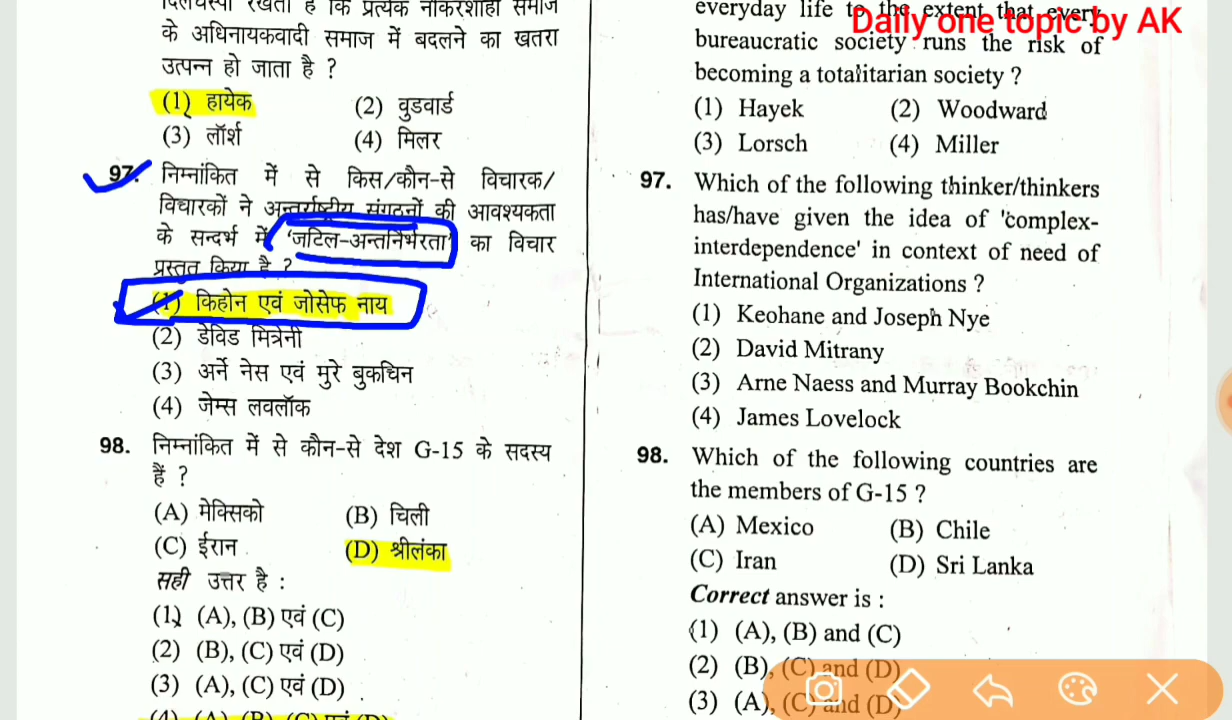 दिलचस्पी रखता है कि प्रत्येक नौकरशाही समाज
के अधिनायकवादी समाज में बदलने का खतरा
उत्पन्न हो जाता है ?
(1) हायेक (2) वुडवार्ड
(3) लॉर्श (4) मिलर
97. निम्नांकित में से किस/कौन-से विचारक/
विचारकों ने अन्तर्राष्ट्रीय संगठनों की आवश्यकता
के सन्दर्भ में 'जटिल-अन्तर्निर्भरता' का विचार
प्रस्तुत किया है ?
(1) किहोन एवं जोसेफ नाय
(2) डेविड मित्रेनी
(3) अर्ने नेस एवं मुरे बुकचिन
(4) जेम्स लवलॉक
98. निम्नांकित में से कौन-से देश G-15 के सदस्य
हैं ?
(A) मेक्सिको (B) चिली
(C) ईरान (D) श्रीलंका
सही उत्तर है :
(1) (A), (B) एवं (C)
(2) (B), (C) एवं (D)
(3) (A), (C) एवं (D)
(4) (A), (B), (C) एवं (D)
Daily one topic by AK
everyday life to the extent that every
bureaucratic society runs the risk of
becoming a totalitarian society ?
(1) Hayek (2) Woodward
(3) Lorsch (4) Miller
97. Which of the following thinker/thinkers
has/have given the idea of 'complex-
interdependence' in context of need of
International Organizations ?
(1) Keohane and Joseph Nye
(2) David Mitrany
(3) Arne Naess and Murray Bookchin
(4) James Lovelock
98. Which of the following countries are
the members of G-15 ?
(A) Mexico (B) Chile
(C) Iran (D) Sri Lanka
Correct answer is :
(1) (A), (B) and (C)
(2) (B), (C) and (D)
(3) (A), (C) and (D)